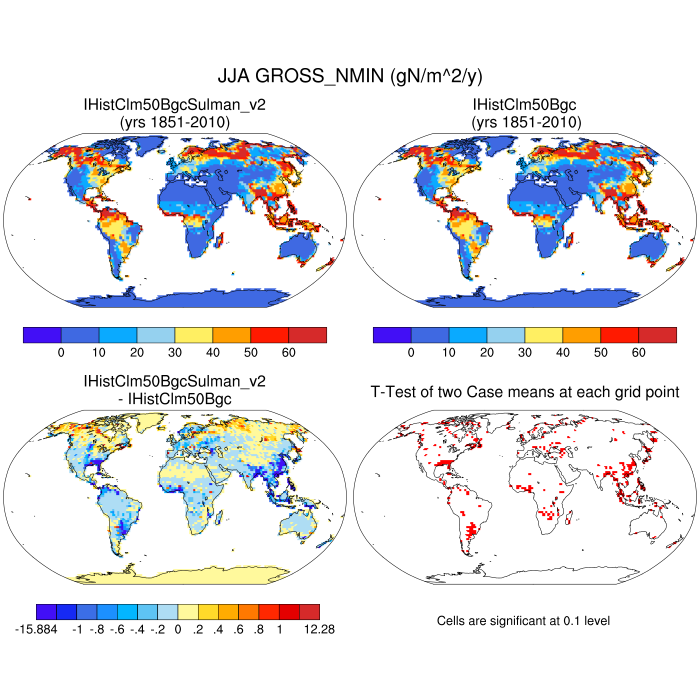 JJA GROSS_NMIN (gN/m^2/y)
IHistClm50BgcSulman_v2
(yrs 1851-2010)
IHistClm50Bgc
(yrs 1851-2010)
0 10 20 30 40 50 60
0 10 20 30 40 50 60
IHistClm50BgcSulman_v2
- IHistClm50Bgc
T-Test of two Case means at each grid point
-15.884 -1 -.8 -.6 -.4 -.2 0 .2 .4 .6 .8 1 12.28
Cells are significant at 0.1 level